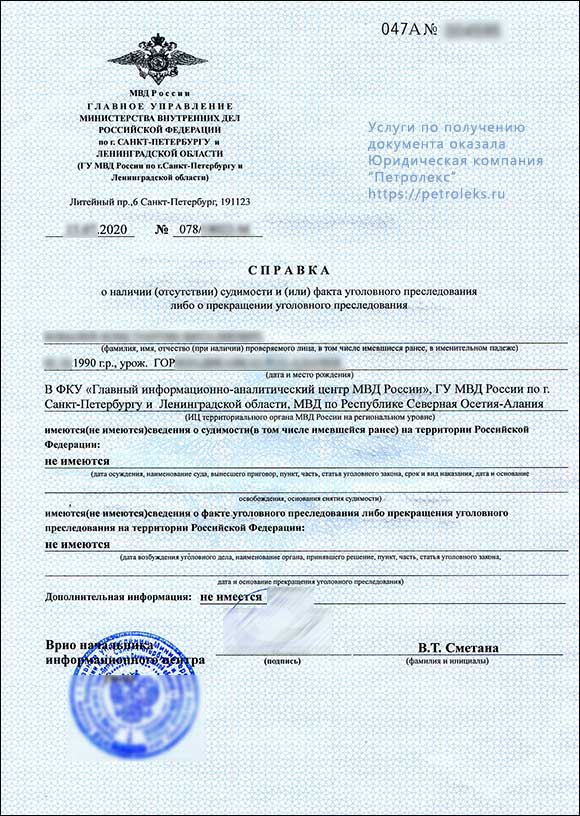 047А№
МВД России
ГЛАВНОЕ УПРАВЛЕНИЕ
МИНИСТЕРСТВА ВНУТРЕННИХ ДЕЛ
РОССИЙСКОЙ ФЕДЕРАЦИИ
по г. САНКТ-ПЕТЕРБУРГУ и
ЛЕНИНГРАДСКОЙ ОБЛАСТИ
(ГУ МВД России по г.Санкт-Петербургу и
Ленинградской области)
Литейный пр.,6 Санкт-Петербург, 191123
.2020 № 078/
Услуги по получению
документа оказала
Юридическая компания
"Петролекс"
https://petroleks.ru
СПРАВКА
о наличии (отсутствии) судимости и (или) факта уголовного преследования
либо о прекращении уголовного преследования
(фамилия, имя, отчество (при наличии) проверяемого лица, в том числе имевшиеся ранее, в именительном падеже)
1990 г.р., урож. ГОР
(дата и место рождения)
В ФКУ «Главный информационно-аналитический центр МВД России», ГУ МВД России по г.
Санкт-Петербургу и Ленинградской области, МВД по Республике Северная Осетия-Алания
(ИЦ территориального органа МВД России на региональном уровне)
имеются(не имеются)сведения о судимости(в том числе имевшейся ранее) на территории Российской
Федерации:
не имеются
(дата осуждения, наименование суда, вынесшего приговор, пункт, часть, статья уголовного закона, срок и вид наказания, дата и основание
освобождения, основания снятия судимости)
имеются(не имеются)сведения о факте уголовного преследования либо прекращения уголовного
преследования на территории Российской Федерации:
не имеются
(дата возбуждения уголовного дела, наименование органа, принявшего решение, пункт, часть, статья уголовного закона,
дата и основание прекращения уголовного преследования)
Дополнительная информация: не имеется
Врио начальника
информационного центра
(подпись)
В.Т. Сметана
(фамилия и инициалы)